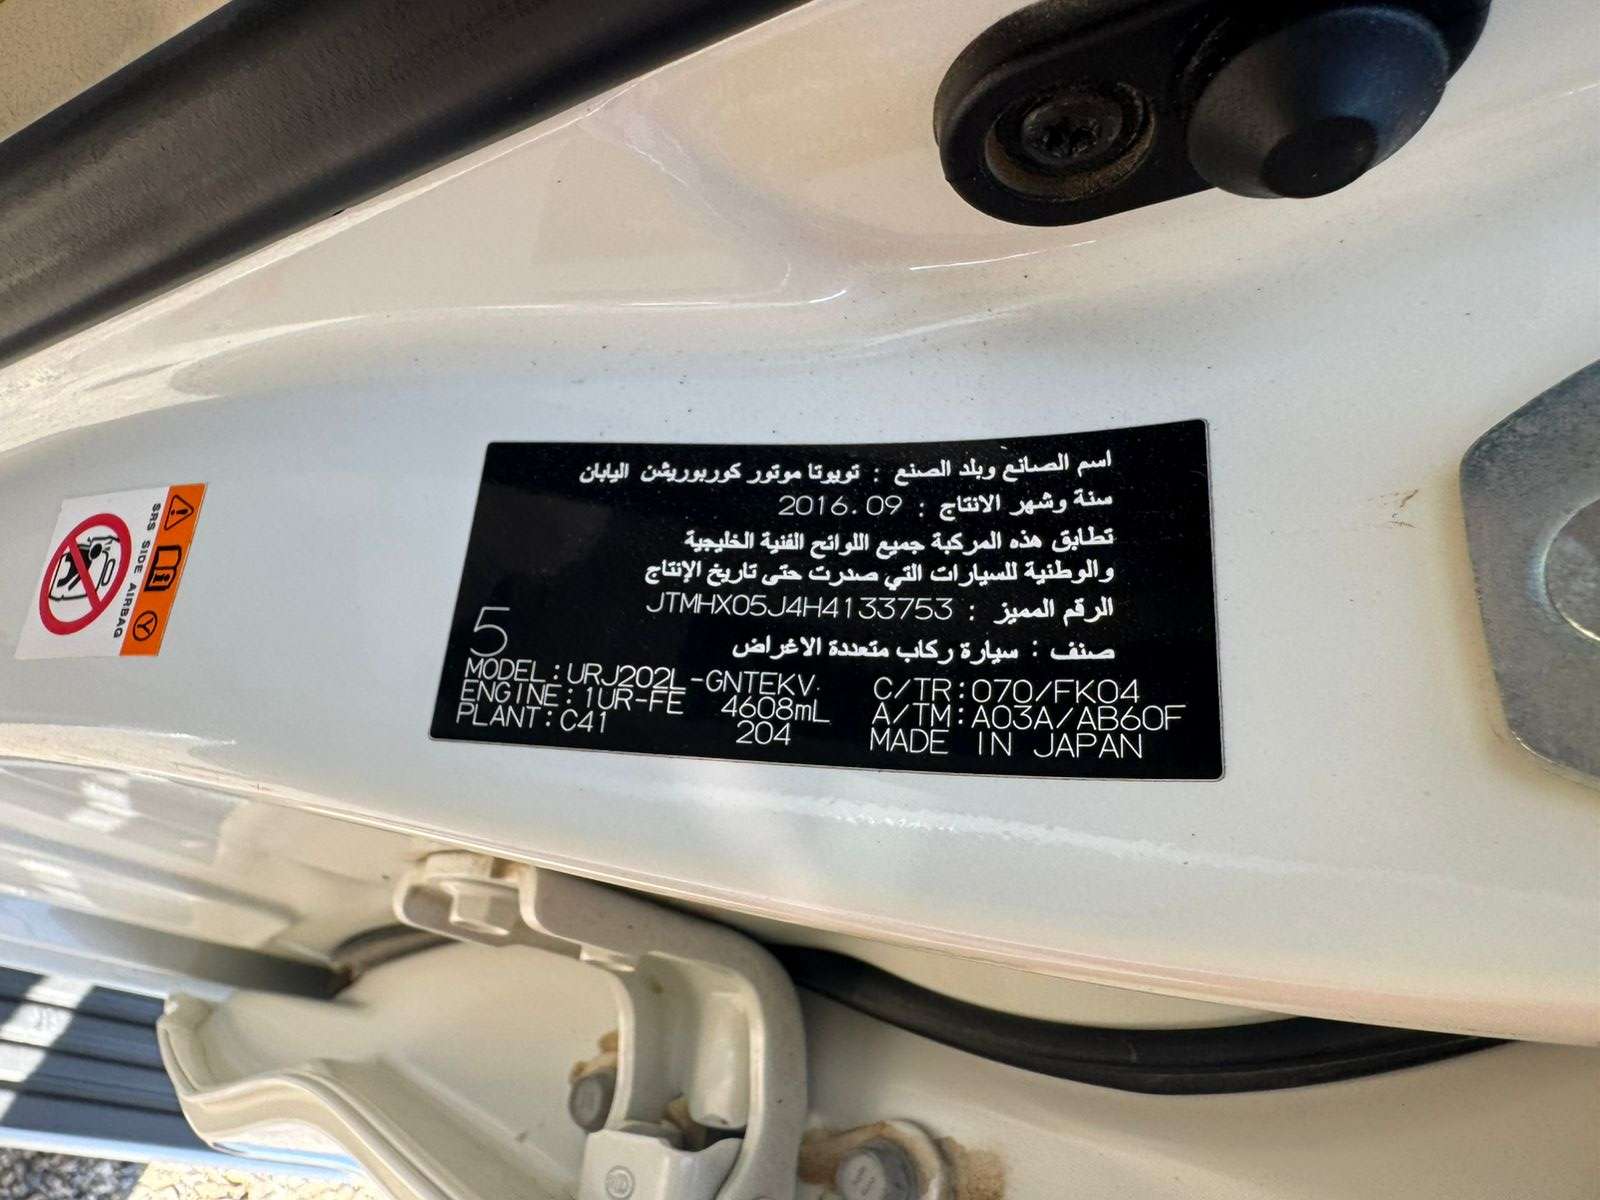 اسم الصانع وبلد الصنع : تويوتا موتور كوربوريشن اليابان
سنة وشهر الانتاج : 2016.09
تطابق هذه المركبة جميع اللوائح الفنية الخليجية
والوطنية للسيارات التي صدرت حتى تاريخ الإنتاج
الرقم المميز : JTMHX05J4H4133753
صنف : سيارة ركاب متعددة الاغراض
5
MODEL:URJ202L-GNTEKV. C/TR:070/FK04
ENGINE:1UR-FE 4608mL A/TM:A03A/AB60F
PLANT:C41 204 MADE IN JAPAN
SRS SIDE AIRBAG